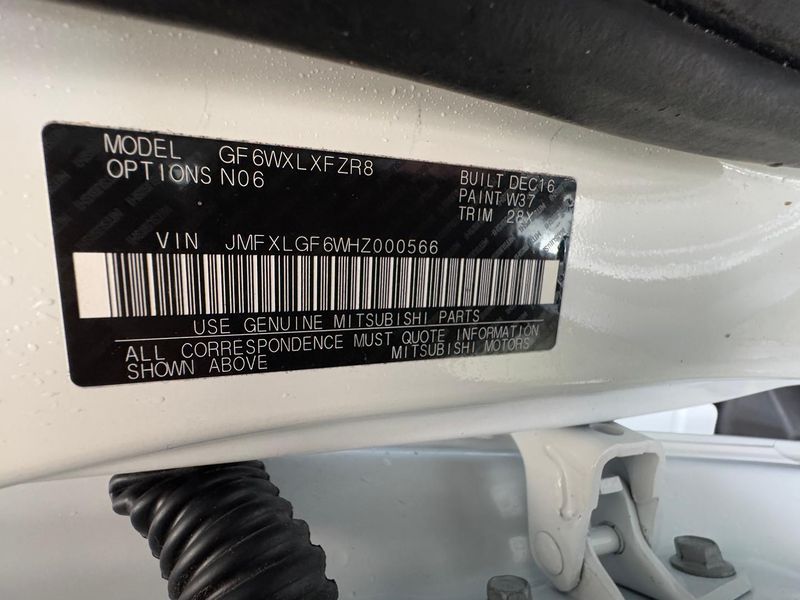 MODEL GF6WXLXFZR8
OPTIONS N06
BUILT DEC16
PAINT W37
TRIM 28X
VIN JMFXLGF6WHZ000566
USE GENUINE MITSUBISHI PARTS
ALL CORRESPONDENCE MUST QUOTE INFORMATION
SHOWN ABOVE MITSUBISHI MOTORS